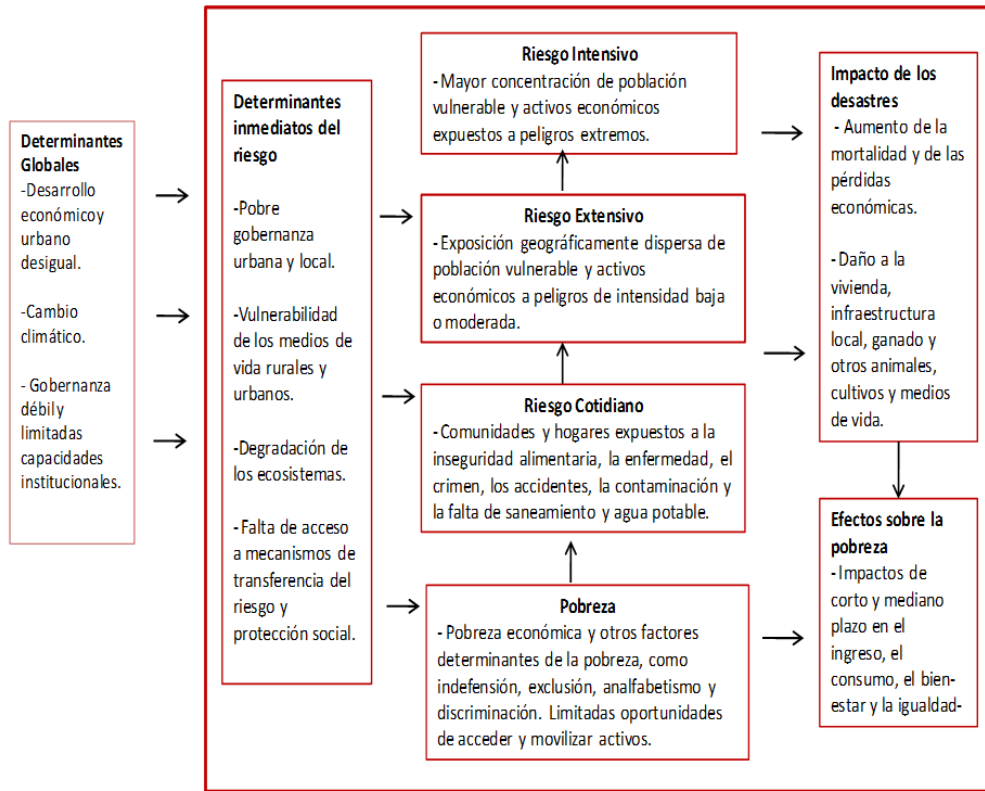 Determinantes
Globales
-Desarrollo
económico y
urbano
desigual.
-Cambio
climático.
- Gobernanza
débil y
limitadas
capacidades
institucionales.
Determinantes
inmediatos del
riesgo
-Pobre
gobernanza
urbana y local.
-Vulnerabilidad
de los medios de
vida rurales y
urbanos.
-Degradación de
los ecosistemas.
-Falta de acceso
a mecanismos de
transferencia del
riesgo y
protección social.
Riesgo Intensivo
- Mayor concentración de población
vulnerable y activos económicos
expuestos a peligros extremos.
Riesgo Extensivo
- Exposición geográficamente dispersa de
población vulnerable y activos
económicos a peligros de intensidad baja
o moderada.
Riesgo Cotidiano
- Comunidades y hogares expuestos a la
inseguridad alimentaria, la enfermedad, el
crimen, los accidentes, la contaminación y
la falta de saneamiento y agua potable.
Pobreza
- Pobreza económica y otros factores
determinantes de la pobreza, como
indefensión, exclusión, analfabetismo y
discriminación. Limitadas oportunidades
de acceder y movilizar activos.
Impacto de los
desastres
- Aumento de la
mortalidad y de las
pérdidas
económicas.
-Daño a la
vivienda,
infraestructura
local, ganado y
otros animales,
cultivos y medios
de vida.
Efectos sobre la
pobreza
- Impactos de
corto y mediano
plazo en el
ingreso, el
consumo, el bien-
estar y la igualdad-